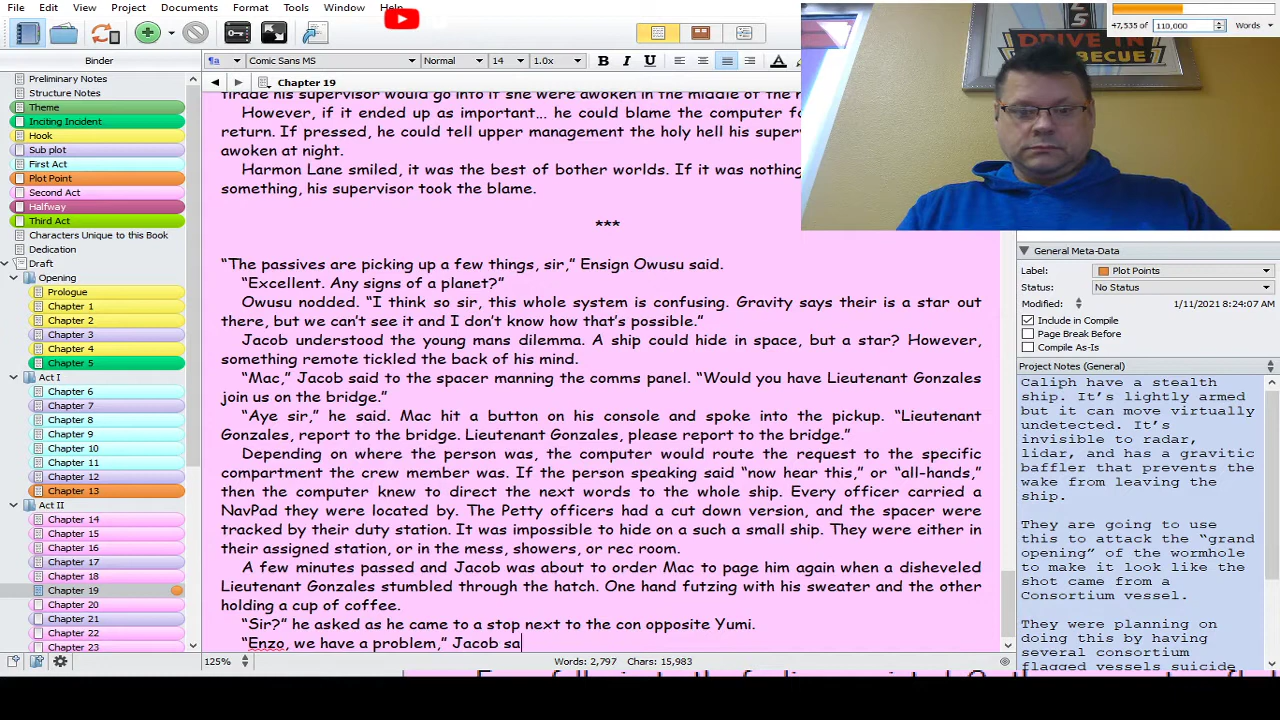 File Edit View Project Documents Format Tools Window Help
47,535 of 110,000 Words
Binder
Comic Sans MS Normal 14 1.0x B I U A
Chapter 19
Preliminary Notes
Structure Notes
Theme
Inciting Incident
Hook
Sub plot
First Act
Plot Point
Second Act
Halfway
Third Act
Characters Unique to this Book
Dedication
Draft
Opening
Prologue
Chapter 1
Chapter 2
Chapter 3
Chapter 4
Chapter 5
Act I
Chapter 6
Chapter 7
Chapter 8
Chapter 9
Chapter 10
Chapter 11
Chapter 12
Chapter 13
Act II
Chapter 14
Chapter 15
Chapter 16
Chapter 17
Chapter 18
Chapter 19
Chapter 20
Chapter 21
Chapter 22
Chapter 23
tirade his supervisor would go into if she were awoken in the middle of the
However, if it ended up as important... he could blame the computer
return. If pressed, he could tell upper management the holy hell his
awoken at night.
Harmon Lane smiled, it was the best of bother worlds. If it was
something, his supervisor took the blame.
***
“The passives are picking up a few things, sir,” Ensign Owusu said.
“Excellent. Any signs of a planet?”
Owusu nodded. “I think so sir, this whole system is confusing. Gravity says their is a star out
there, but we can’t see it and I don’t know how that’s possible.”
Jacob understood the young mans dilemma. A ship could hide in space, but a star? However,
something remote tickled the back of his mind.
“Mac,” Jacob said to the spacer manning the comms panel. “Would you have Lieutenant Gonzales
join us on the bridge.”
“Aye sir,” he said. Mac hit a button on his console and spoke into the pickup. “Lieutenant
Gonzales, report to the bridge. Lieutenant Gonzales, please report to the bridge.”
Depending on where the person was, the computer would route the request to the specific
compartment the crew member was. If the person speaking said “now hear this,” or “all-hands,”
then the computer knew to direct the next words to the whole ship. Every officer carried a
NavPad they were located by. The Petty officers had a cut down version, and the spacer were
tracked by their duty station. It was impossible to hide on a such a small ship. They were either in
their assigned station, or in the mess, showers, or rec room.
A few minutes passed and Jacob was about to order Mac to page him again when a disheveled
Lieutenant Gonzales stumbled through the hatch. One hand futzing with his sweater and the other
holding a cup of coffee.
“Sir?” he asked as he came to a stop next to the con opposite Yumi.
“Enzo, we have a problem,” Jacob sa
125% Words: 2,797 Chars: 15,983
DRIVE IN
General Meta-Data
Label: Plot Points
Status: No Status
Modified: 1/11/2021 8:24:07 AM
Include in Compile
Page Break Before
Compile As-Is
Project Notes (General)
Caliph have a stealth
ship. It’s lightly armed
but it can move virtually
undetected. It’s
invisible to radar,
lidar, and has a gravitic
baffler that prevents the
wake from leaving the
ship.
They are going to use
this to attack the “grand
opening” of the wormhole
to make it look like the
shot came from a
Consortium vessel.
They were planning on
doing this by having
several consortium
flagged vessels suicide